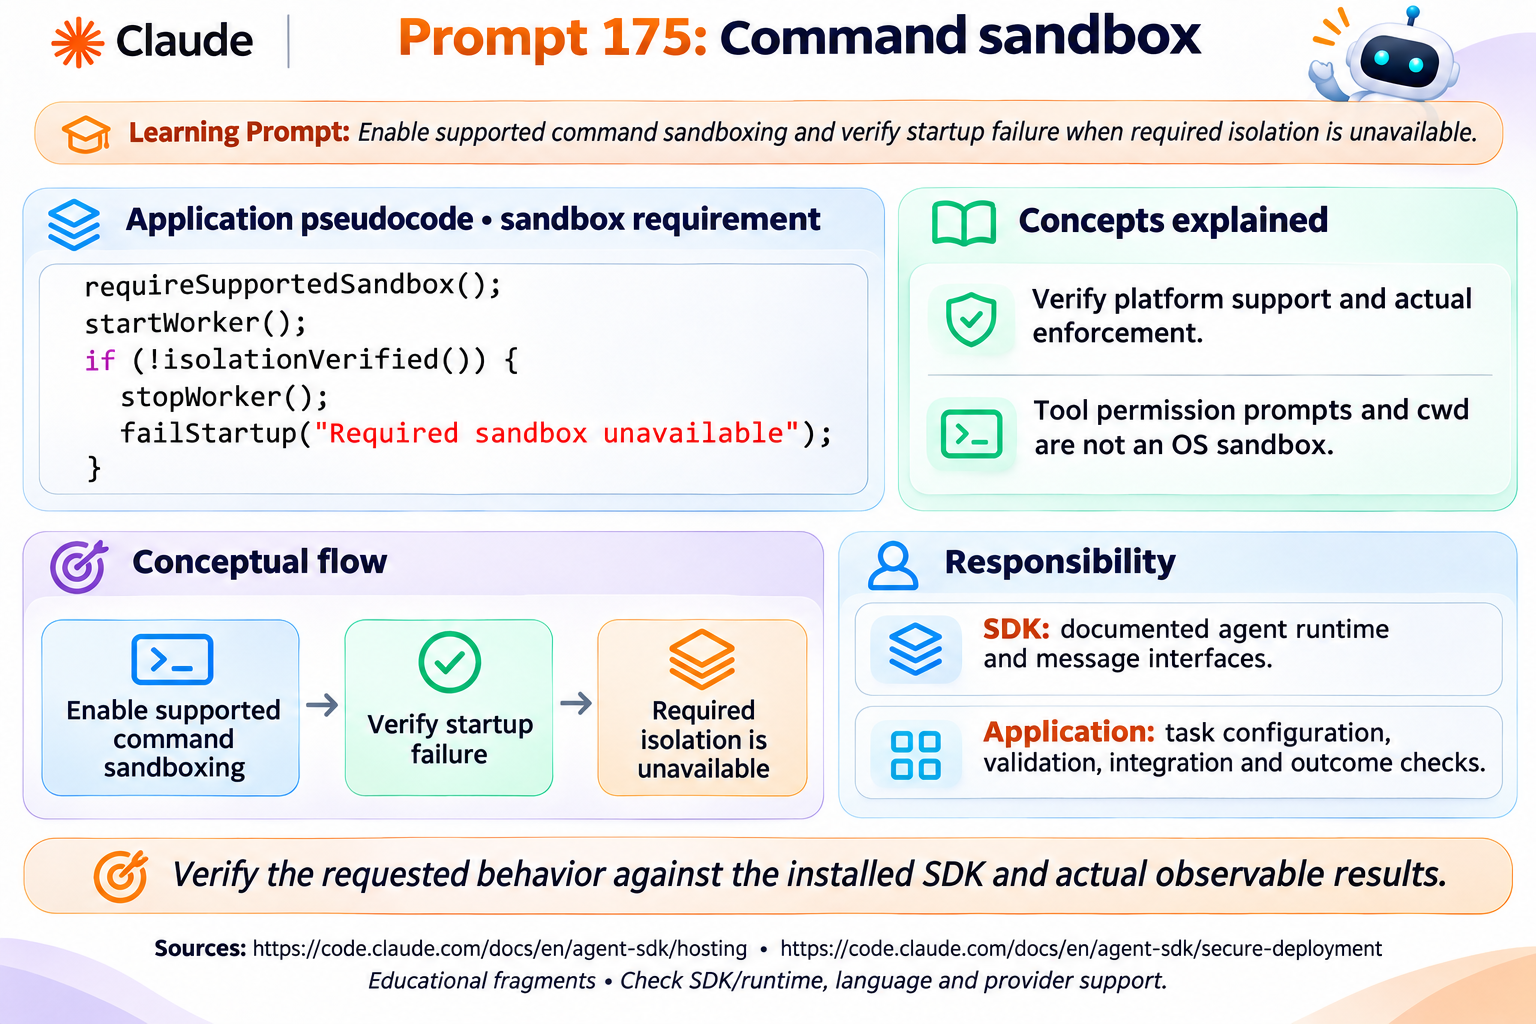 Claude
Prompt 175: Command sandbox
Learning Prompt: Enable supported command sandboxing and verify startup failure when required isolation is unavailable.
Application pseudocode • sandbox requirement
requireSupportedSandbox();
startWorker();
if (!isolationVerified()) {
stopWorker();
failStartup("Required sandbox unavailable");
}
Concepts explained
Verify platform support and actual
enforcement.
Tool permission prompts and cwd
are not an OS sandbox.
Conceptual flow
Enable supported
command
sandboxing
Verify startup
failure
Required
isolation is
unavailable
Responsibility
SDK: documented agent runtime
and message interfaces.
Application: task configuration,
validation, integration and outcome checks.
Verify the requested behavior against the installed SDK and actual observable results.
Sources: https://code.claude.com/docs/en/agent-sdk/hosting • https://code.claude.com/docs/en/agent-sdk/secure-deployment
Educational fragments • Check SDK/runtime, language and provider support.